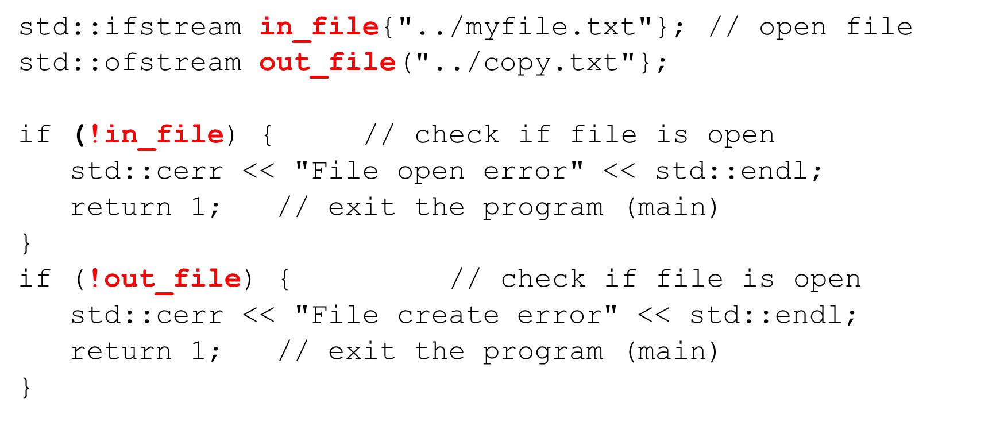 std::ifstream in_file{"../myfile.txt"}; // open file
std::ofstream out_file("../copy.txt"};
if (!in_file) {     // check if file is open
   std::cerr << "File open error" << std::endl;
   return 1;   // exit the program (main)
}
if (!out_file) {         // check if file is open
   std::cerr << "File create error" << std::endl;
   return 1;   // exit the program (main)
}